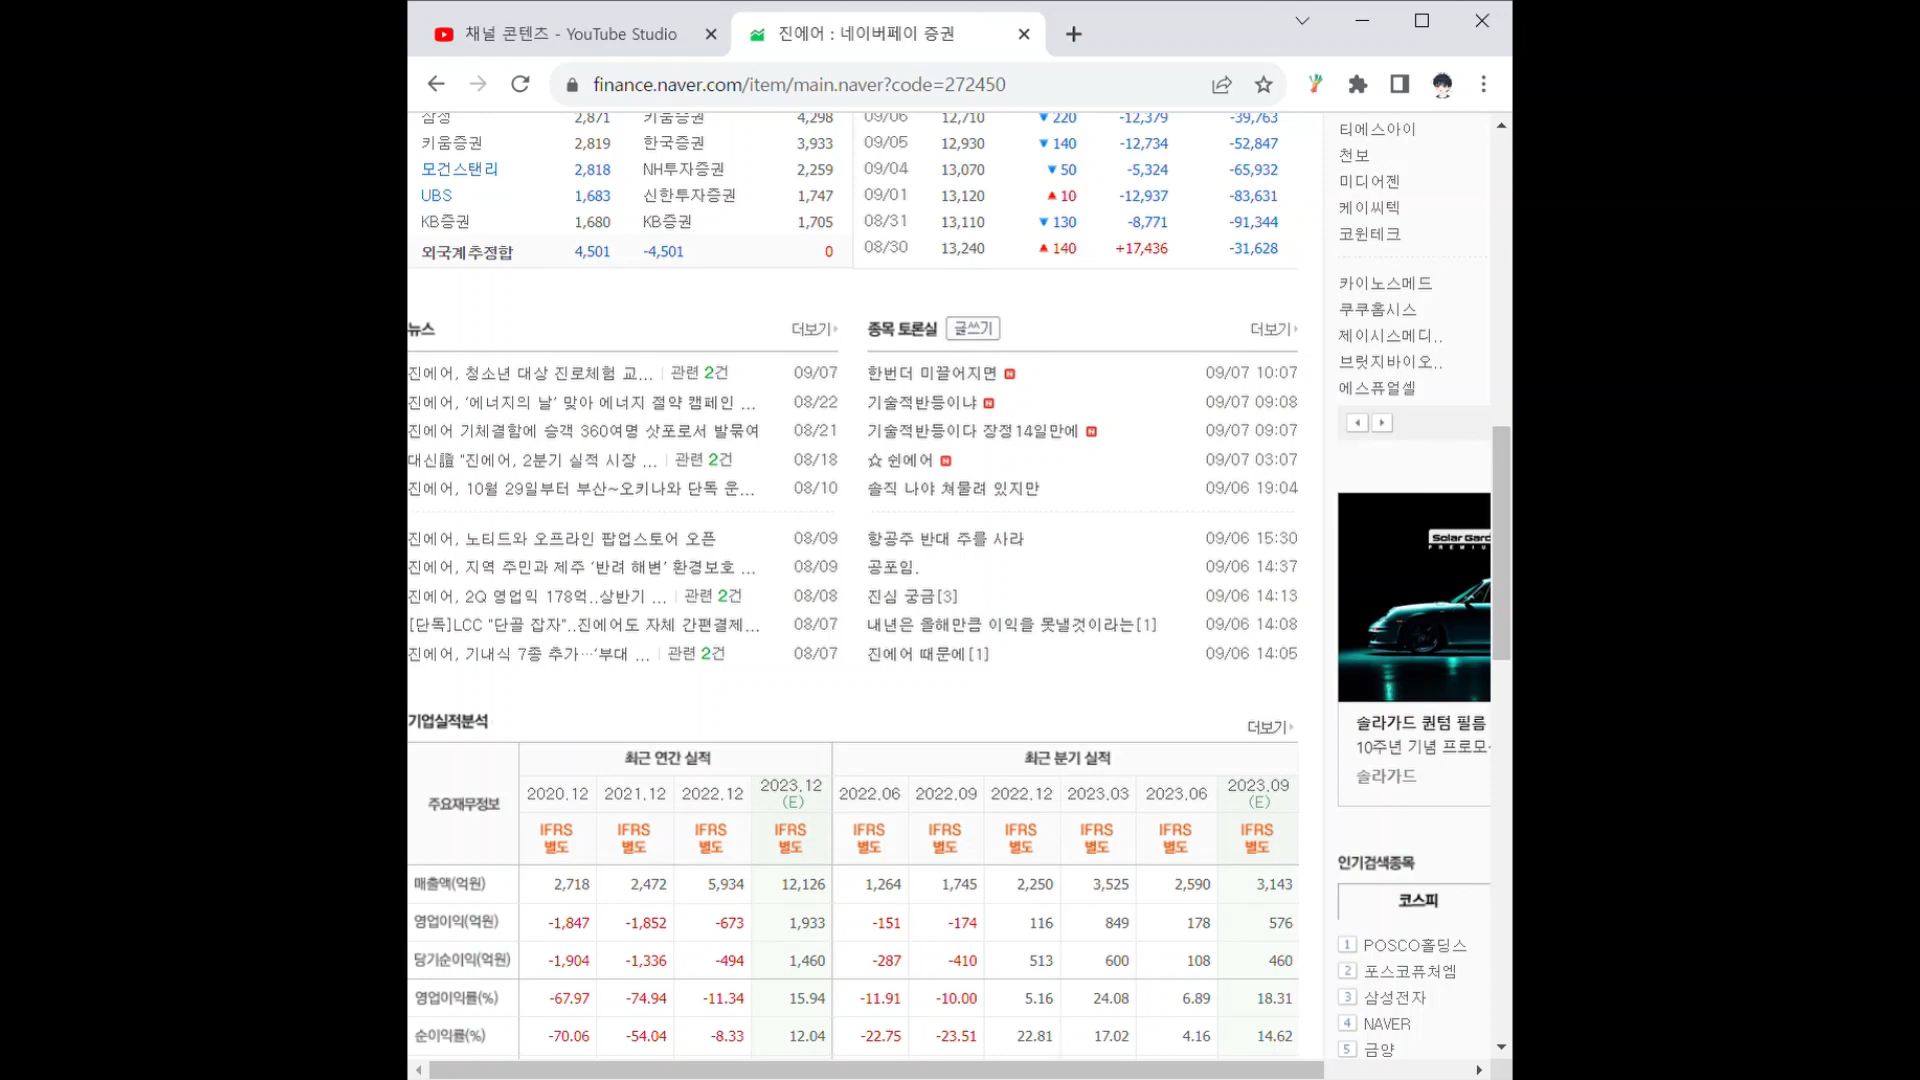 채널 콘텐츠 - YouTube Studio
진에어 : 네이버페이 증권
finance.naver.com/item/main.naver?code=272450
삼성 2,871 키움증권 4,298 09/06 12,710 ▼ 220 -12,379 -39,763
키움증권 2,819 한국증권 3,933 09/05 12,930 ▼ 140 -12,734 -52,847
모건스탠리 2,818 NH투자증권 2,259 09/04 13,070 ▼ 50 -5,324 -65,932
UBS 1,683 신한투자증권 1,747 09/01 13,120 ▲ 10 -12,937 -83,631
KB증권 1,680 KB증권 1,705 08/31 13,110 ▼ 130 -8,771 -91,344
외국계추정합 4,501 -4,501 0 08/30 13,240 ▲ 140 +17,436 -31,628
뉴스 더보기
진에어, 청소년 대상 진로체험 교... 관련 2건 09/07
진에어, ‘에너지의 날’ 맞아 에너지 절약 캠페인 ... 08/22
진에어 기체결함에 승객 360여명 삿포로서 발묶여 08/21
대신證 "진에어, 2분기 실적 시장 ... 관련 2건 08/18
진에어, 10월 29일부터 부산~오키나와 단독 운... 08/10
진에어, 노티드와 오프라인 팝업스토어 오픈 08/09
진에어, 지역 주민과 제주 ‘반려 해변’ 환경보호 ... 08/09
진에어, 2Q 영업익 178억..상반기 ... 관련 2건 08/08
[단독]LCC "단골 잡자"..진에어도 자체 간편결제... 08/07
진에어, 기내식 7종 추가…‘부대 ... 관련 2건 08/07
종목 토론실 글쓰기 더보기
한번더 미끌어지면 N 09/07 10:07
기술적반등이냐 N 09/07 09:08
기술적반등이다 장정14일만에 N 09/07 09:07
☆ 쉰에어 N 09/07 03:07
솔직 나야 쳐물려 있지만 09/06 19:04
항공주 반대 주를 사라 09/06 15:30
공포임. 09/06 14:37
진심 궁금[3] 09/06 14:13
내년은 올해만큼 이익을 못낼것이라는[1] 09/06 14:08
진에어 때문에[1] 09/06 14:05
기업실적분석 더보기
주요재무정보 최근 연간 실적 최근 분기 실적
2020.12 2021.12 2022.12 2023.12 (E) 2022.06 2022.09 2022.12 2023.03 2023.06 2023.09 (E)
IFRS IFRS IFRS IFRS IFRS IFRS IFRS IFRS IFRS IFRS
별도 별도 별도 별도 별도 별도 별도 별도 별도 별도
매출액(억원) 2,718 2,472 5,934 12,126 1,264 1,745 2,250 3,525 2,590 3,143
영업이익(억원) -1,847 -1,852 -673 1,933 -151 -174 116 849 178 576
당기순이익(억원) -1,904 -1,336 -494 1,460 -287 -410 513 600 108 460
영업이익률(%) -67.97 -74.94 -11.34 15.94 -11.91 -10.00 5.16 24.08 6.89 18.31
순이익률(%) -70.06 -54.04 -8.33 12.04 -22.75 -23.51 22.81 17.02 4.16 14.62
티에스아이
천보
미디어젠
케이씨텍
코윈테크
카이노스메드
쿠쿠홈시스
제이시스메디..
브릿지바이오..
에스퓨얼셀
Solar Gard
PREMIU
솔라가드 퀀텀 필름
10주년 기념 프로모
솔라가드
인기검색종목
코스피
1 POSCO홀딩스
2 포스코퓨처엠
3 삼성전자
4 NAVER
5 금양